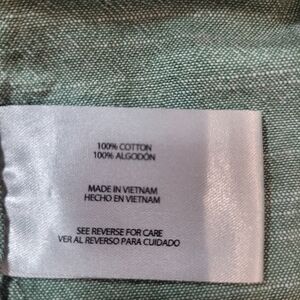 100% COTTON
100% ALGODÓN
MADE IN VIETNAM
HECHO EN VIETNAM
SEE REVERSE FOR CARE
VER AL REVERSO PARA CUIDADO